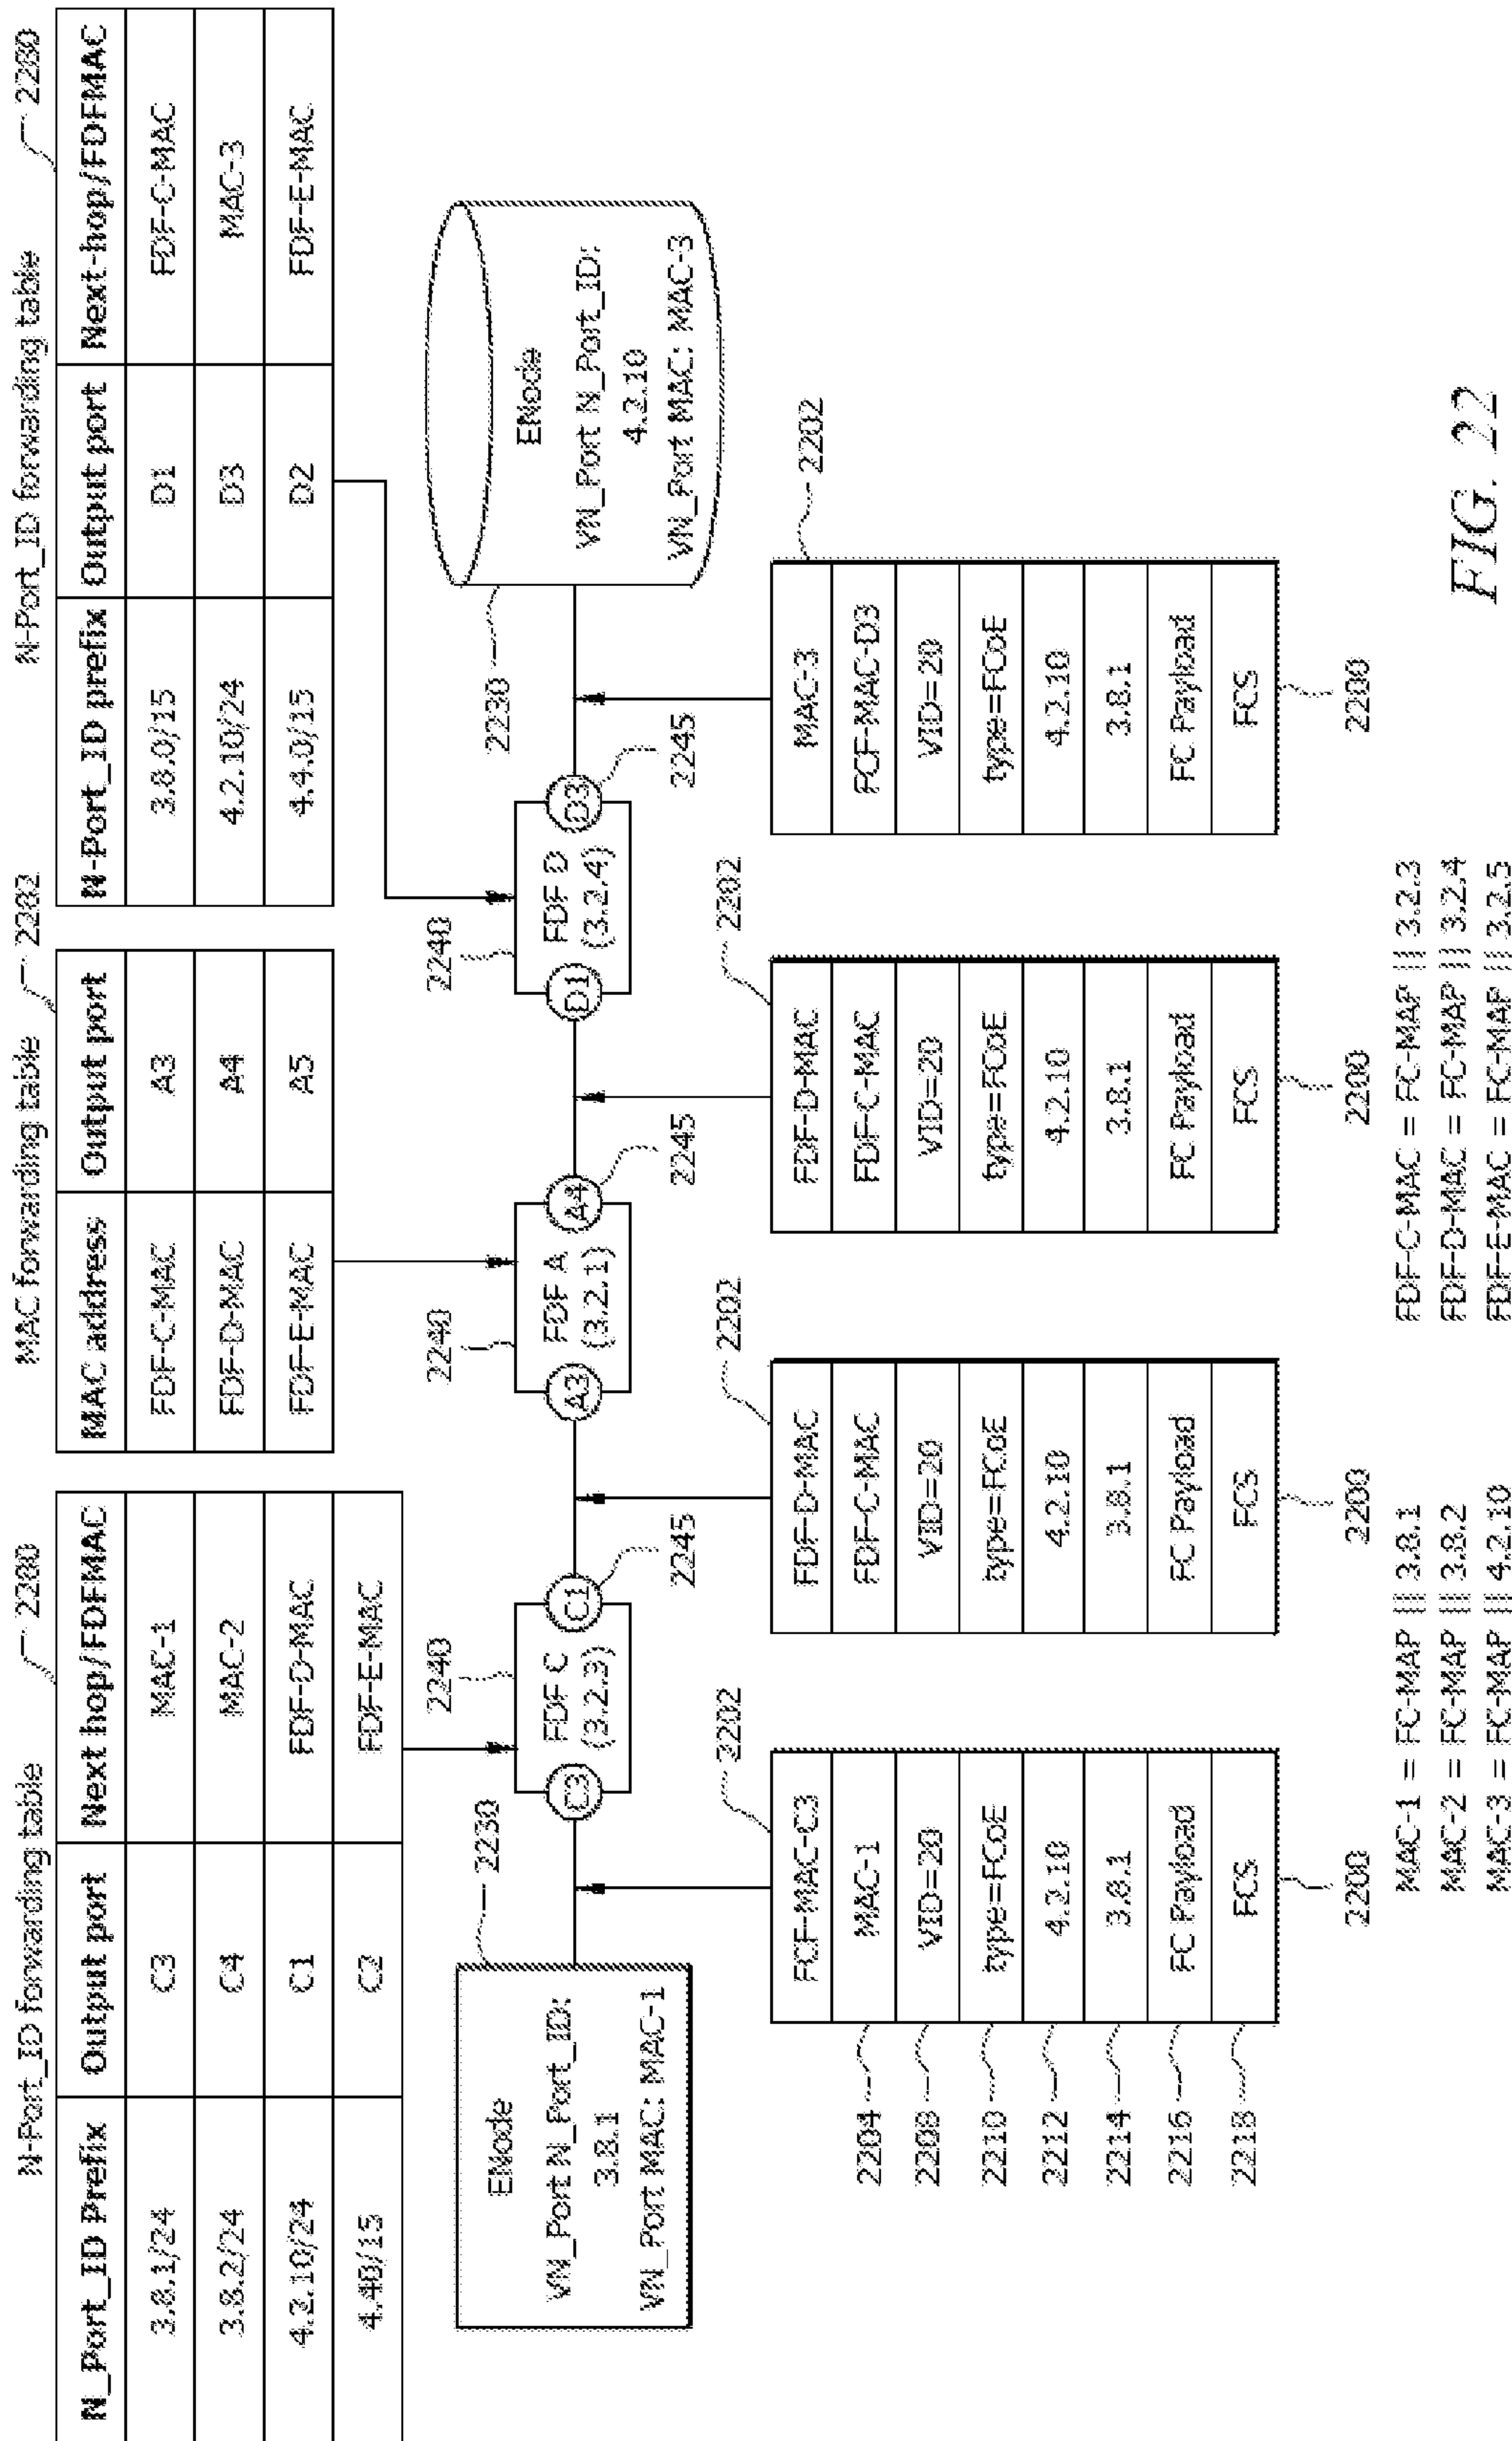 N-Port_ID forwarding table 2280
N_Port_ID Prefix Output port Next hop/FDFMAC
3.8.1/24 C3 MAC-1
3.8.2/24 C4 MAC-2
4.2.10/24 C1 FDF-D-MAC
4.40/15 C2 FDF-E-MAC
MAC forwarding table 2282
MAC address Output port
FDF-C-MAC A3
FDF-D-MAC A4
FDF-E-MAC A5
N-Port_ID forwarding table 2280
N-Port_ID prefix Output port Next-hop/FDFMAC
3.8.0/15 D1 FDF-C-MAC
4.2.10/24 D3 MAC-3
4.4.0/15 D2 FDF-E-MAC
2230
ENode
VN_Port N_Port_ID:
3.8.1
VN_Port MAC: MAC-1
2240
C3
FDF C
(3.2.3)
C1
2245
2240
A3
FDF A
(3.2.1)
A4
2245
2240
D1
FDF D
(3.2.4)
D3
2245
2230
ENode
VN_Port N_Port_ID:
4.2.10
VN_Port MAC: MAC-3
2202
FCF-MAC-C3
2204 MAC-1
2208 VID=20
2210 type=FCoE
2212 4.2.10
2214 3.8.1
2216 FC Payload
2218 FCS
2200
2202
FDF-D-MAC
FDF-C-MAC
VID=20
type=FCoE
4.2.10
3.8.1
FC Payload
FCS
2200
2202
FDF-D-MAC
FDF-C-MAC
VID=20
type=FCoE
4.2.10
3.8.1
FC Payload
FCS
2200
2202
MAC-3
FCF-MAC-D3
VID=20
type=FCoE
4.2.10
3.8.1
FC Payload
FCS
2200
MAC-1 = FC-MAP || 3.8.1
MAC-2 = FC-MAP || 3.8.2
MAC-3 = FC-MAP || 4.2.10
FDF-C-MAC = FC-MAP || 3.2.3
FDF-D-MAC = FC-MAP || 3.2.4
FDF-E-MAC = FC-MAP || 3.2.5
FIG. 22